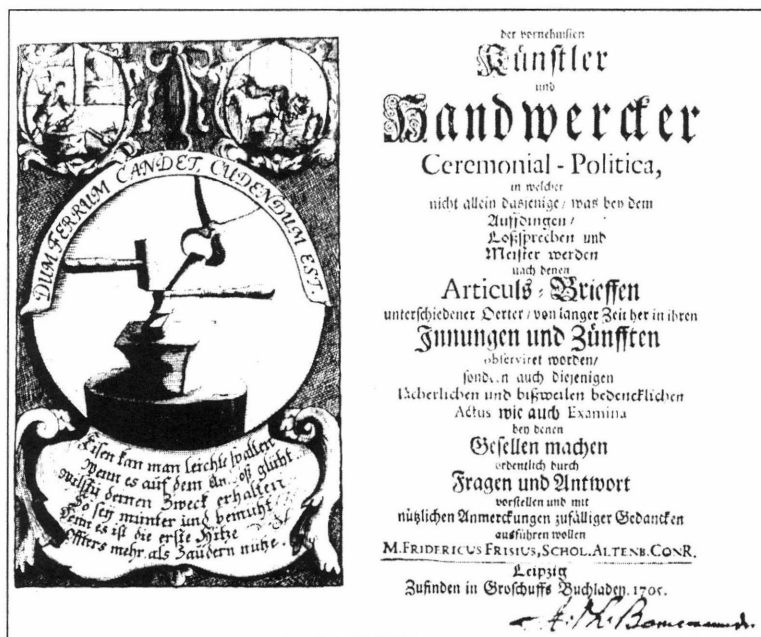 DUM FERRUM CANDET, CUDENDUM EST.
Eisen kan man leichte spalten
Wenn es auf dem glüht
wilstu deinen Zweck erhalten
So sey munter und bemüht
Denn es ist die erste Hitze
öffters mehr, als Zaudern nütze.
der vornehmsten
Künstler
und
Handwercker
Ceremonial-Politica,
in welcher
nicht allein dasjenige / was bey dem
Auffdingen /
Loßsprechen und
Meister werden
nach denen
Articuls-Brieffen
unterschiedener Oerter / von langer Zeit her in ihren
Innungen und Zünfften
observiret worden /
sondern auch diejenigen
lächerlichen und bißweilen bedencklichen
Actus wie auch Examina
bey denen
Gesellen machen
ordentlich durch
Fragen und Antwort
vorstellen und mit
nützlichen Anmerckungen zufälliger Gedancken
ausführen wollen
M. FRIDERICUS FRISIUS, SCHOL. ALTENB. CONR.
Leipzig
Zufinden in Groschuffs Buchladen. 1705.